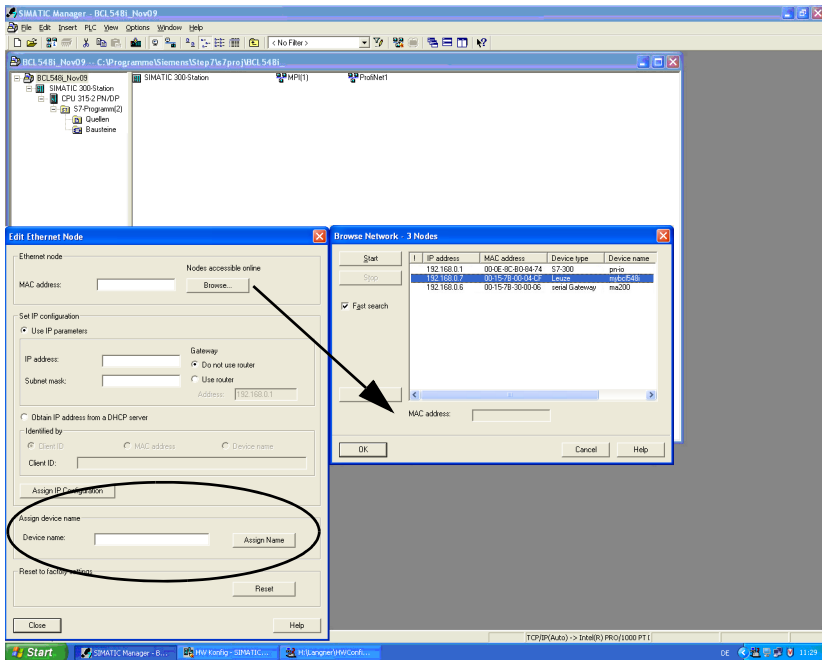 SIMATIC Manager - BCL548i_Nov09
File Edit Insert PLC View Options Window Help
< No Filter >
BCL548i_Nov09 -- C:\Programme\Siemens\Step7\s7proj\BCL548i_
BCL548i_Nov09
SIMATIC 300-Station
CPU 315-2 PN/DP
S7-Programm(2)
Quellen
Bausteine
SIMATIC 300-Station MPI(1) ProfiNet1
Edit Ethernet Node
Ethernet node
Nodes accessible online
MAC address: Browse...
Set IP configuration
Use IP parameters
Gateway
IP address: Do not use router
Subnet mask: Use router
Address: 192.168.0.1
Obtain IP address from a DHCP server
Identified by
Client ID MAC address Device name
Client ID:
Assign IP Configuration
Assign device name
Device name: Assign Name
Reset to factory settings
Reset
Close Help
Browse Network - 3 Nodes
Start
Stop
Fast search
! IP address MAC address Device type Device name
192.168.0.1 00-0E-8C-B0-84-74 S7-300 pn-io
192.168.0.7 00-15-7B-00-04-CF Leuze mybcl548i
192.168.0.6 00-15-7B-30-00-06 serial Gateway ma200
MAC address:
OK Cancel Help
TCP/IP(Auto) -> Intel(R) PRO/1000 PT
Start SIMATIC Manager - B... HW Konfig - SIMATIC... H:\Langner\HWConfi... DE 11:29